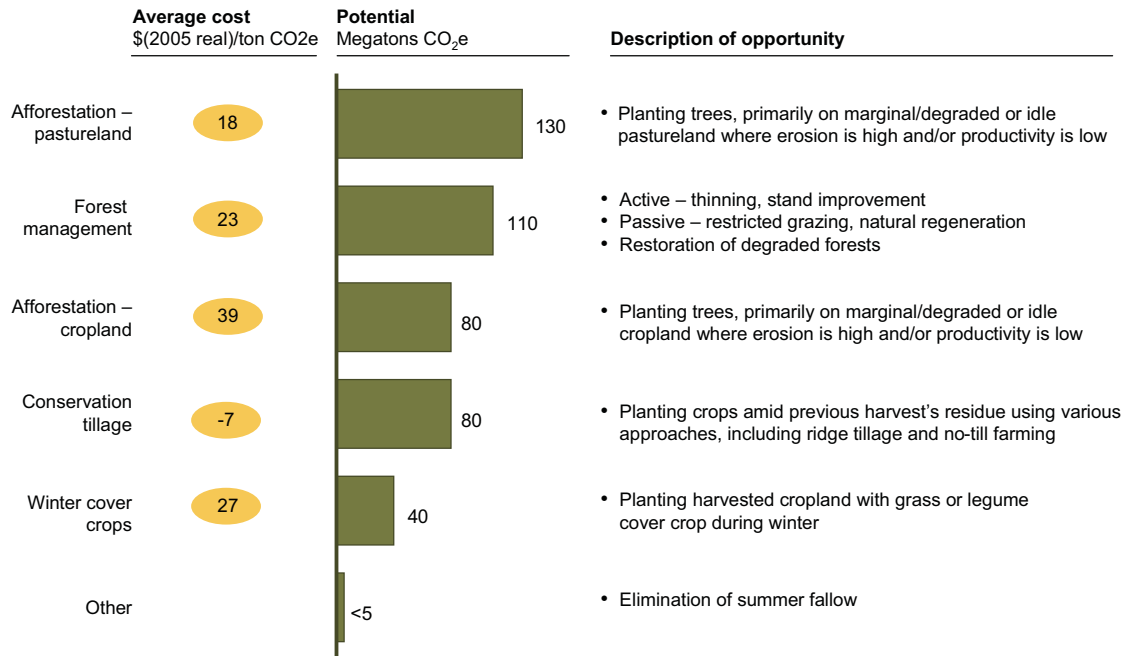 Average cost
$(2005 real)/ton CO2e
Potential
Megatons CO₂e
Description of opportunity
Afforestation –
pastureland
18
130
• Planting trees, primarily on marginal/degraded or idle
pastureland where erosion is high and/or productivity is low
Forest
management
23
110
• Active – thinning, stand improvement
• Passive – restricted grazing, natural regeneration
• Restoration of degraded forests
Afforestation –
cropland
39
80
• Planting trees, primarily on marginal/degraded or idle
cropland where erosion is high and/or productivity is low
Conservation
tillage
-7
80
• Planting crops amid previous harvest's residue using various
approaches, including ridge tillage and no-till farming
Winter cover
crops
27
40
• Planting harvested cropland with grass or legume
cover crop during winter
Other
<5
• Elimination of summer fallow